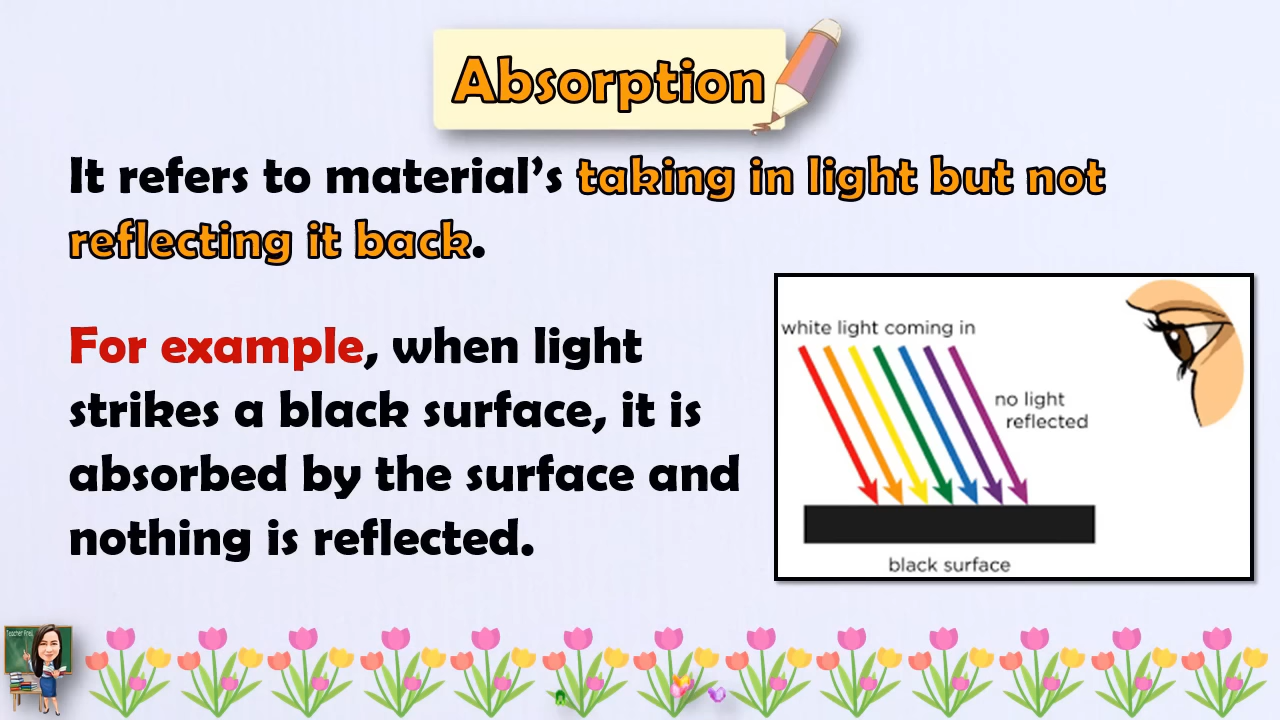 Absorption
It refers to material’s taking in light but not
reflecting it back.
For example, when light
strikes a black surface, it is
absorbed by the surface and
nothing is reflected.
white light coming in
no light
reflected
black surface